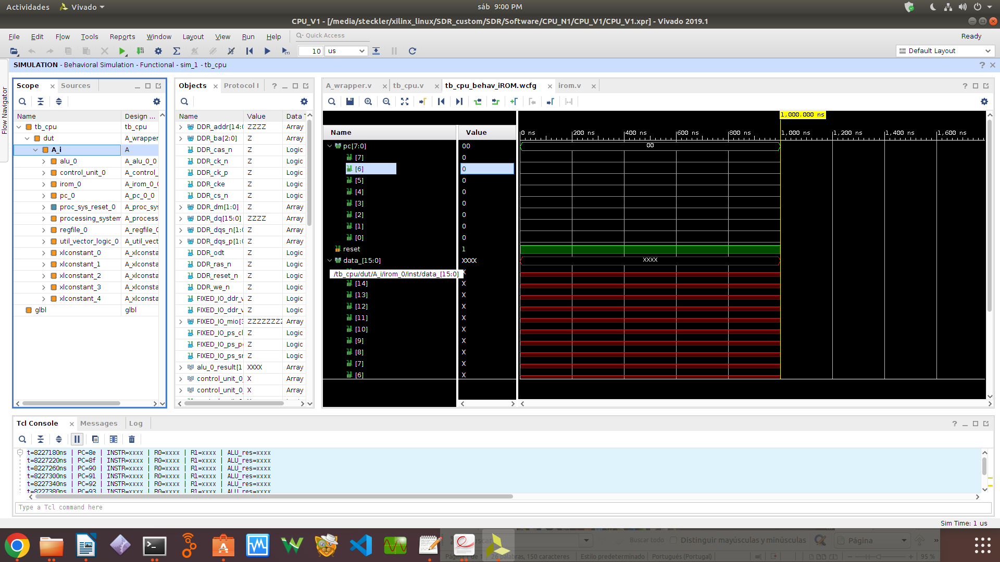 Actividades Vivado sáb 9:00 PM
CPU_V1 - [/media/steckler/xilinx_linux/SDR_custom/SDR/Software/CPU_N1/CPU_V1/CPU_V1.xpr] - Vivado 2019.1
File Edit Flow Tools Reports Window Layout View Run Help Quick Access Ready
10 us Default Layout
SIMULATION - Behavioral Simulation - Functional - sim_1 - tb_cpu
Flow Navigator
Scope Sources
Name Design ...
tb_cpu tb_cpu
dut A_wrapper
A_i A
alu_0 A_alu_0_0
control_unit_0 A_control_
irom_0 A_irom_0_0
pc_0 A_pc_0_0
proc_sys_reset_0 A_proc_sys
processing_system A_process
regfile_0 A_regfile_0
util_vector_logic_0 A_util_vect
xlconstant_0 A_xlconsta
xlconstant_1 A_xlconsta
xlconstant_2 A_xlconsta
xlconstant_3 A_xlconsta
xlconstant_4 A_xlconsta
glbl glbl
Objects Protocol I
Name Value Data T
DDR_addr[14:0 ZZZZ Array
DDR_ba[2:0] Z Array
DDR_cas_n Z Logic
DDR_ck_n Z Logic
DDR_ck_p Z Logic
DDR_cke Z Logic
DDR_cs_n Z Logic
DDR_dm[1:0] Z Array
DDR_dq[15:0] ZZZZ Array
DDR_dqs_n[1:0 Z Array
DDR_dqs_p[1:0 Z Array
DDR_odt Z Logic
DDR_ras_n Z Logic
DDR_reset_n Z Logic
DDR_we_n Z Logic
FIXED_IO_ddr_v Z Logic
FIXED_IO_ddr_v Z Logic
FIXED_IO_mio[3 ZZZZZZZZ Array
FIXED_IO_ps_cl Z Logic
FIXED_IO_ps_po Z Logic
FIXED_IO_ps_sr Z Logic
alu_0_result[1 XXXX Array
control_unit_0_ X Array
control_unit_0_ X Array
A_wrapper.v tb_cpu.v tb_cpu_behav_iROM.wcfg irom.v
1,000.000 ns
Name Value 0 ns 200 ns 400 ns 600 ns 800 ns 1,000 ns 1,200 ns 1,400 ns 1,600 ns
pc[7:0] 00 00
[7] 0
[6] 0
[5] 0
[4] 0
[3] 0
[2] 0
[1] 0
[0] 0
reset 1
data_[15:0] XXXX XXXX
/tb_cpu/dut/A_i/irom_0/inst/data_[15:0]
[14] X
[13] X
[12] X
[11] X
[10] X
[9] X
[8] X
[7] X
[6] X
Tcl Console Messages Log
t=8227180ns | PC=8e | INSTR=xxxx | R0=xxxx | R1=xxxx | ALU_res=xxxx
t=8227220ns | PC=8f | INSTR=xxxx | R0=xxxx | R1=xxxx | ALU_res=xxxx
t=8227260ns | PC=90 | INSTR=xxxx | R0=xxxx | R1=xxxx | ALU_res=xxxx
t=8227300ns | PC=91 | INSTR=xxxx | R0=xxxx | R1=xxxx | ALU_res=xxxx
t=8227340ns | PC=92 | INSTR=xxxx | R0=xxxx | R1=xxxx | ALU_res=xxxx
t=8227380ns | PC=93 | INSTR=xxxx | R0=xxxx | R1=xxxx | ALU_res=xxxx
Type a Tcl command here
Sim Time: 1 us
Buscar todo Distinguir mayúsculas y minúsculas Página
26 palabras, 150 caracteres Estilo predeterminado Português (Portugal) 95 %